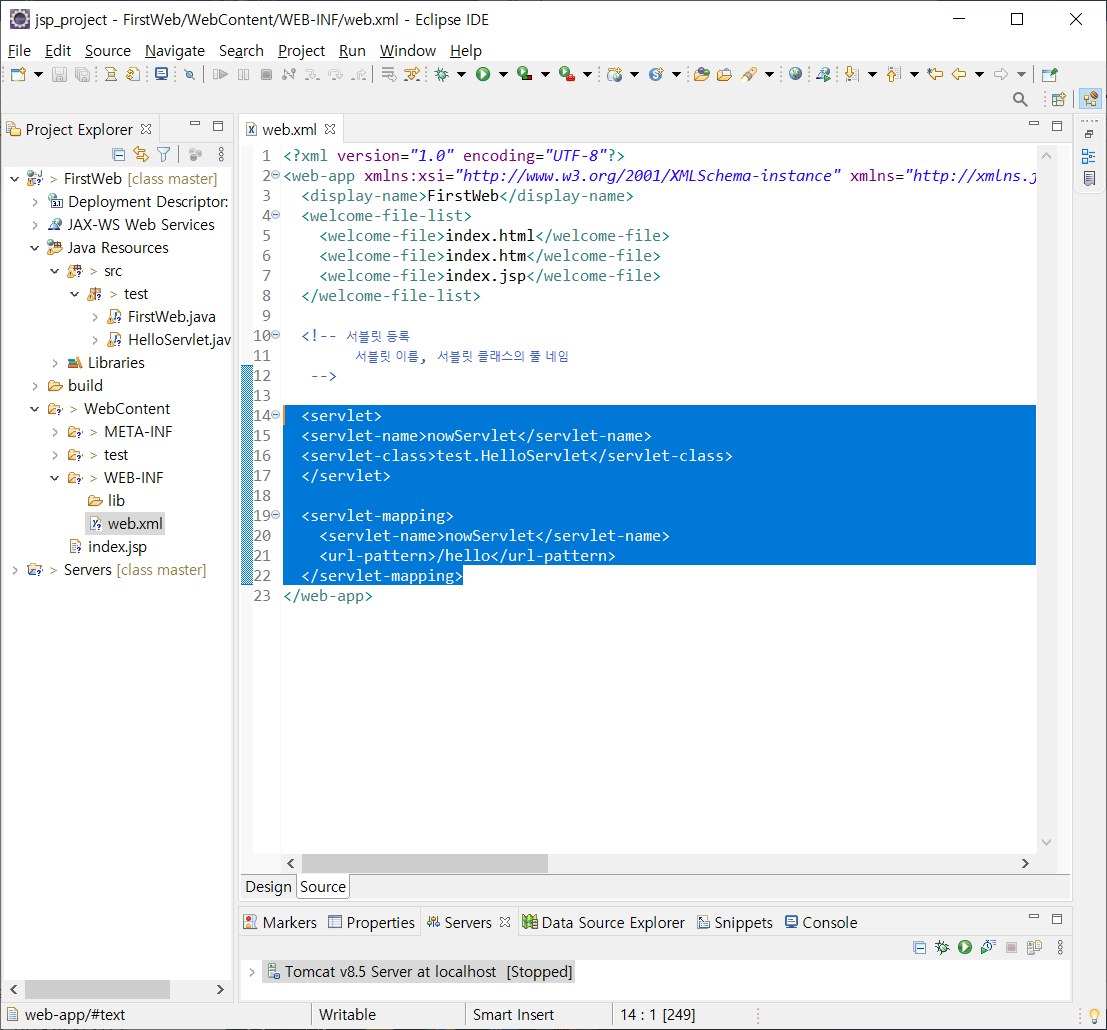 jsp_project - FirstWeb/WebContent/WEB-INF/web.xml - Eclipse IDE
File Edit Source Navigate Search Project Run Window Help
Project Explorer
> FirstWeb [class master]
Deployment Descriptor:
JAX-WS Web Services
Java Resources
> src
> test
FirstWeb.java
HelloServlet.jav
Libraries
build
> WebContent
> META-INF
> test
> WEB-INF
lib
web.xml
index.jsp
> Servers [class master]
web.xml
1 <?xml version="1.0" encoding="UTF-8"?>
2 <web-app xmlns:xsi="http://www.w3.org/2001/XMLSchema-instance" xmlns="http://xmlns.j
3 <display-name>FirstWeb</display-name>
4 <welcome-file-list>
5 <welcome-file>index.html</welcome-file>
6 <welcome-file>index.htm</welcome-file>
7 <welcome-file>index.jsp</welcome-file>
8 </welcome-file-list>
9
10 <!-- 서블릿 등록
11 서블릿 이름, 서블릿 클래스의 풀 네임
12 -->
13
14 <servlet>
15 <servlet-name>nowServlet</servlet-name>
16 <servlet-class>test.HelloServlet</servlet-class>
17 </servlet>
18
19 <servlet-mapping>
20 <servlet-name>nowServlet</servlet-name>
21 <url-pattern>/hello</url-pattern>
22 </servlet-mapping>
23 </web-app>
Design Source
Markers Properties Servers Data Source Explorer Snippets Console
Tomcat v8.5 Server at localhost [Stopped]
web-app/#text Writable Smart Insert 14 : 1 [249]